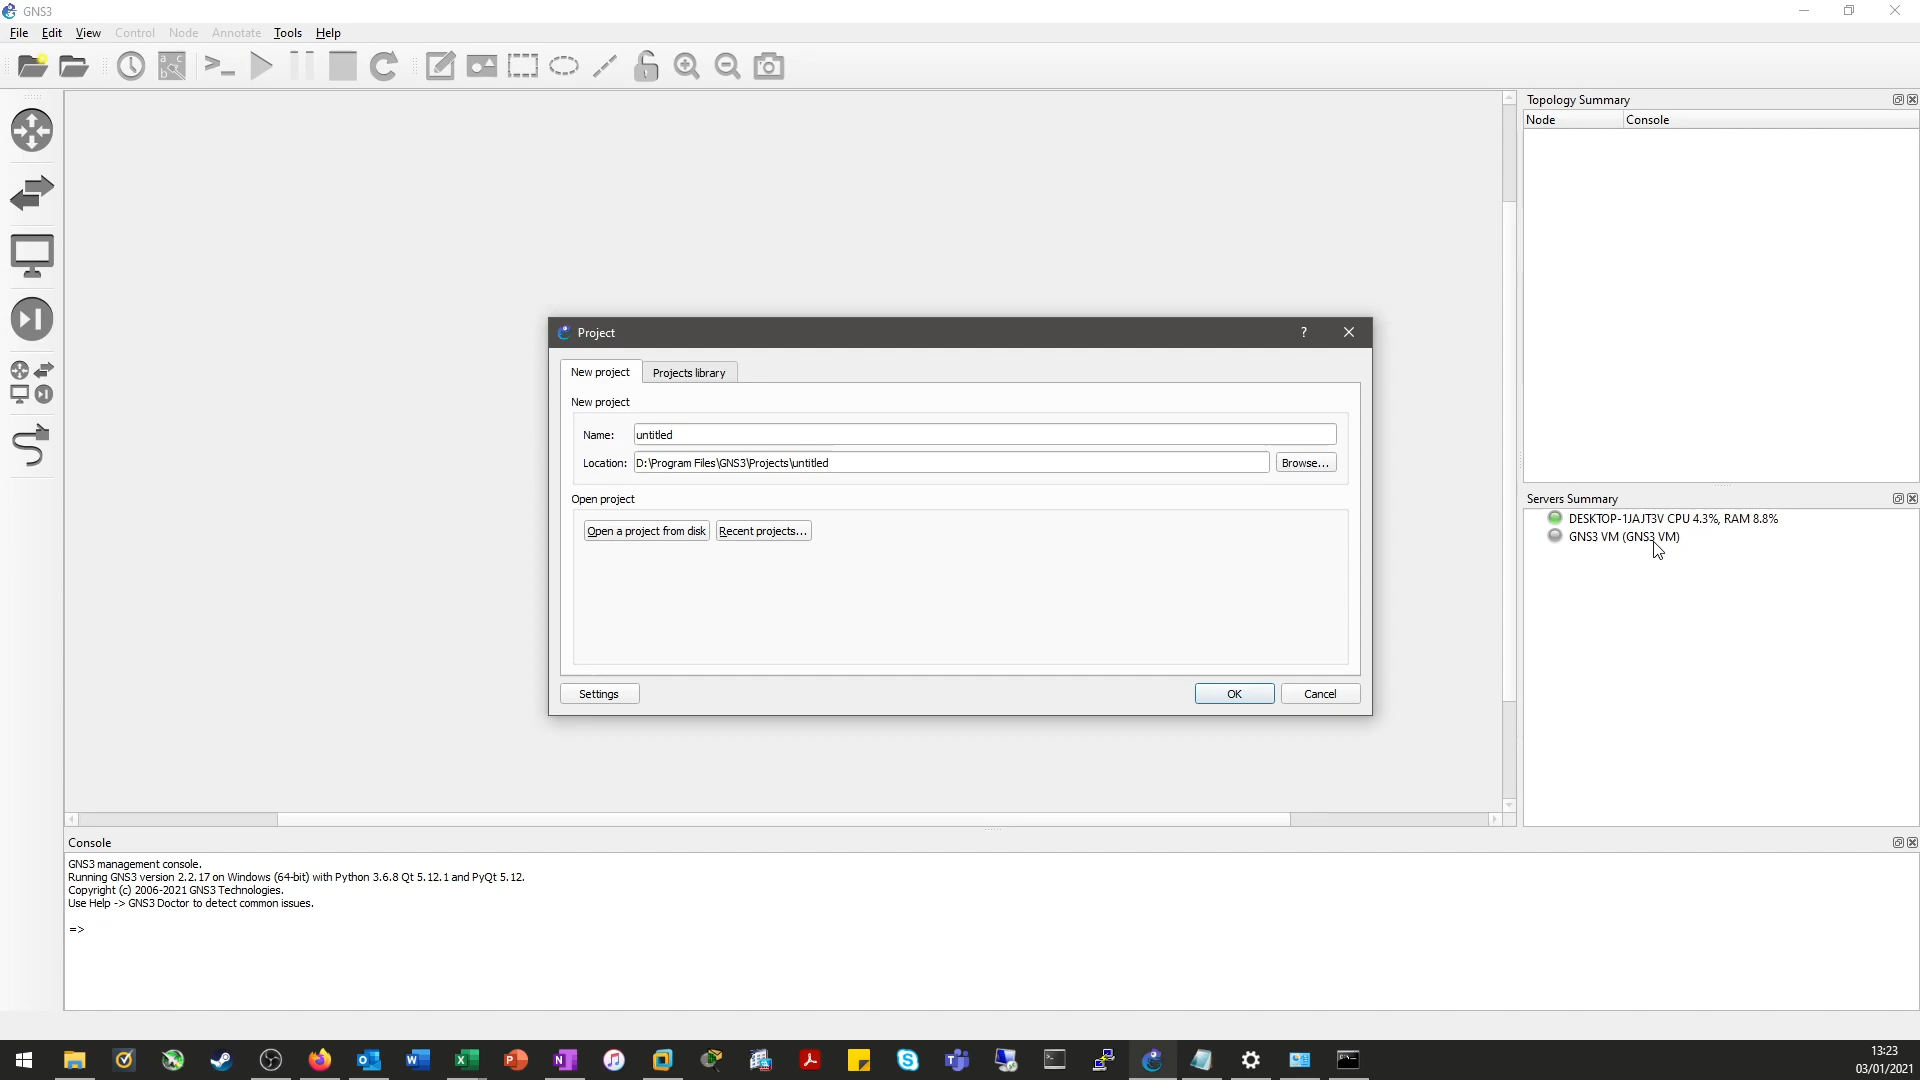 GNS3
File Edit View Control Node Annotate Tools Help
Topology Summary
Node Console
Project
?
New project Projects library
New project
Name: untitled
Location: D:\Program Files\GNS3\Projects\untitled Browse...
Open project
Open a project from disk Recent projects...
Settings OK Cancel
Servers Summary
DESKTOP-1JAJT3V CPU 4.3%, RAM 8.8%
GNS3 VM (GNS3 VM)
Console
GNS3 management console.
Running GNS3 version 2.2.17 on Windows (64-bit) with Python 3.6.8 Qt 5.12.1 and PyQt 5.12.
Copyright (c) 2006-2021 GNS3 Technologies.
Use Help -> GNS3 Doctor to detect common issues.
=>
13:23
03/01/2021